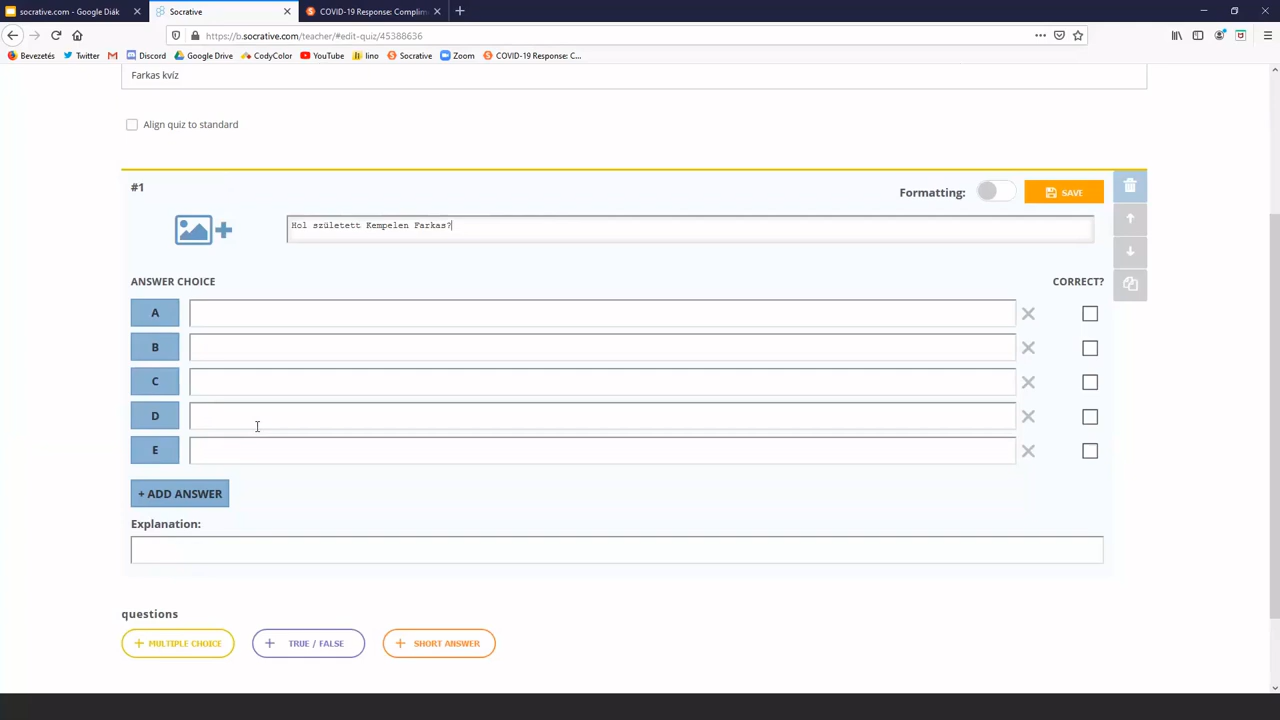 socrative.com - Google Diák
Socrative
COVID-19 Response: Complim
https://b.socrative.com/teacher/#edit-quiz/45388636
Bevezetés
Twitter
Discord
Google Drive
CodyColor
YouTube
lino
Socrative
Zoom
COVID-19 Response: C...
Farkas kvíz
Align quiz to standard
#1
Formatting:
SAVE
Hol született Kempelen Farkas?
ANSWER CHOICE
CORRECT?
A
B
C
D
E
+ ADD ANSWER
Explanation:
questions
+ MULTIPLE CHOICE
+ TRUE / FALSE
+ SHORT ANSWER